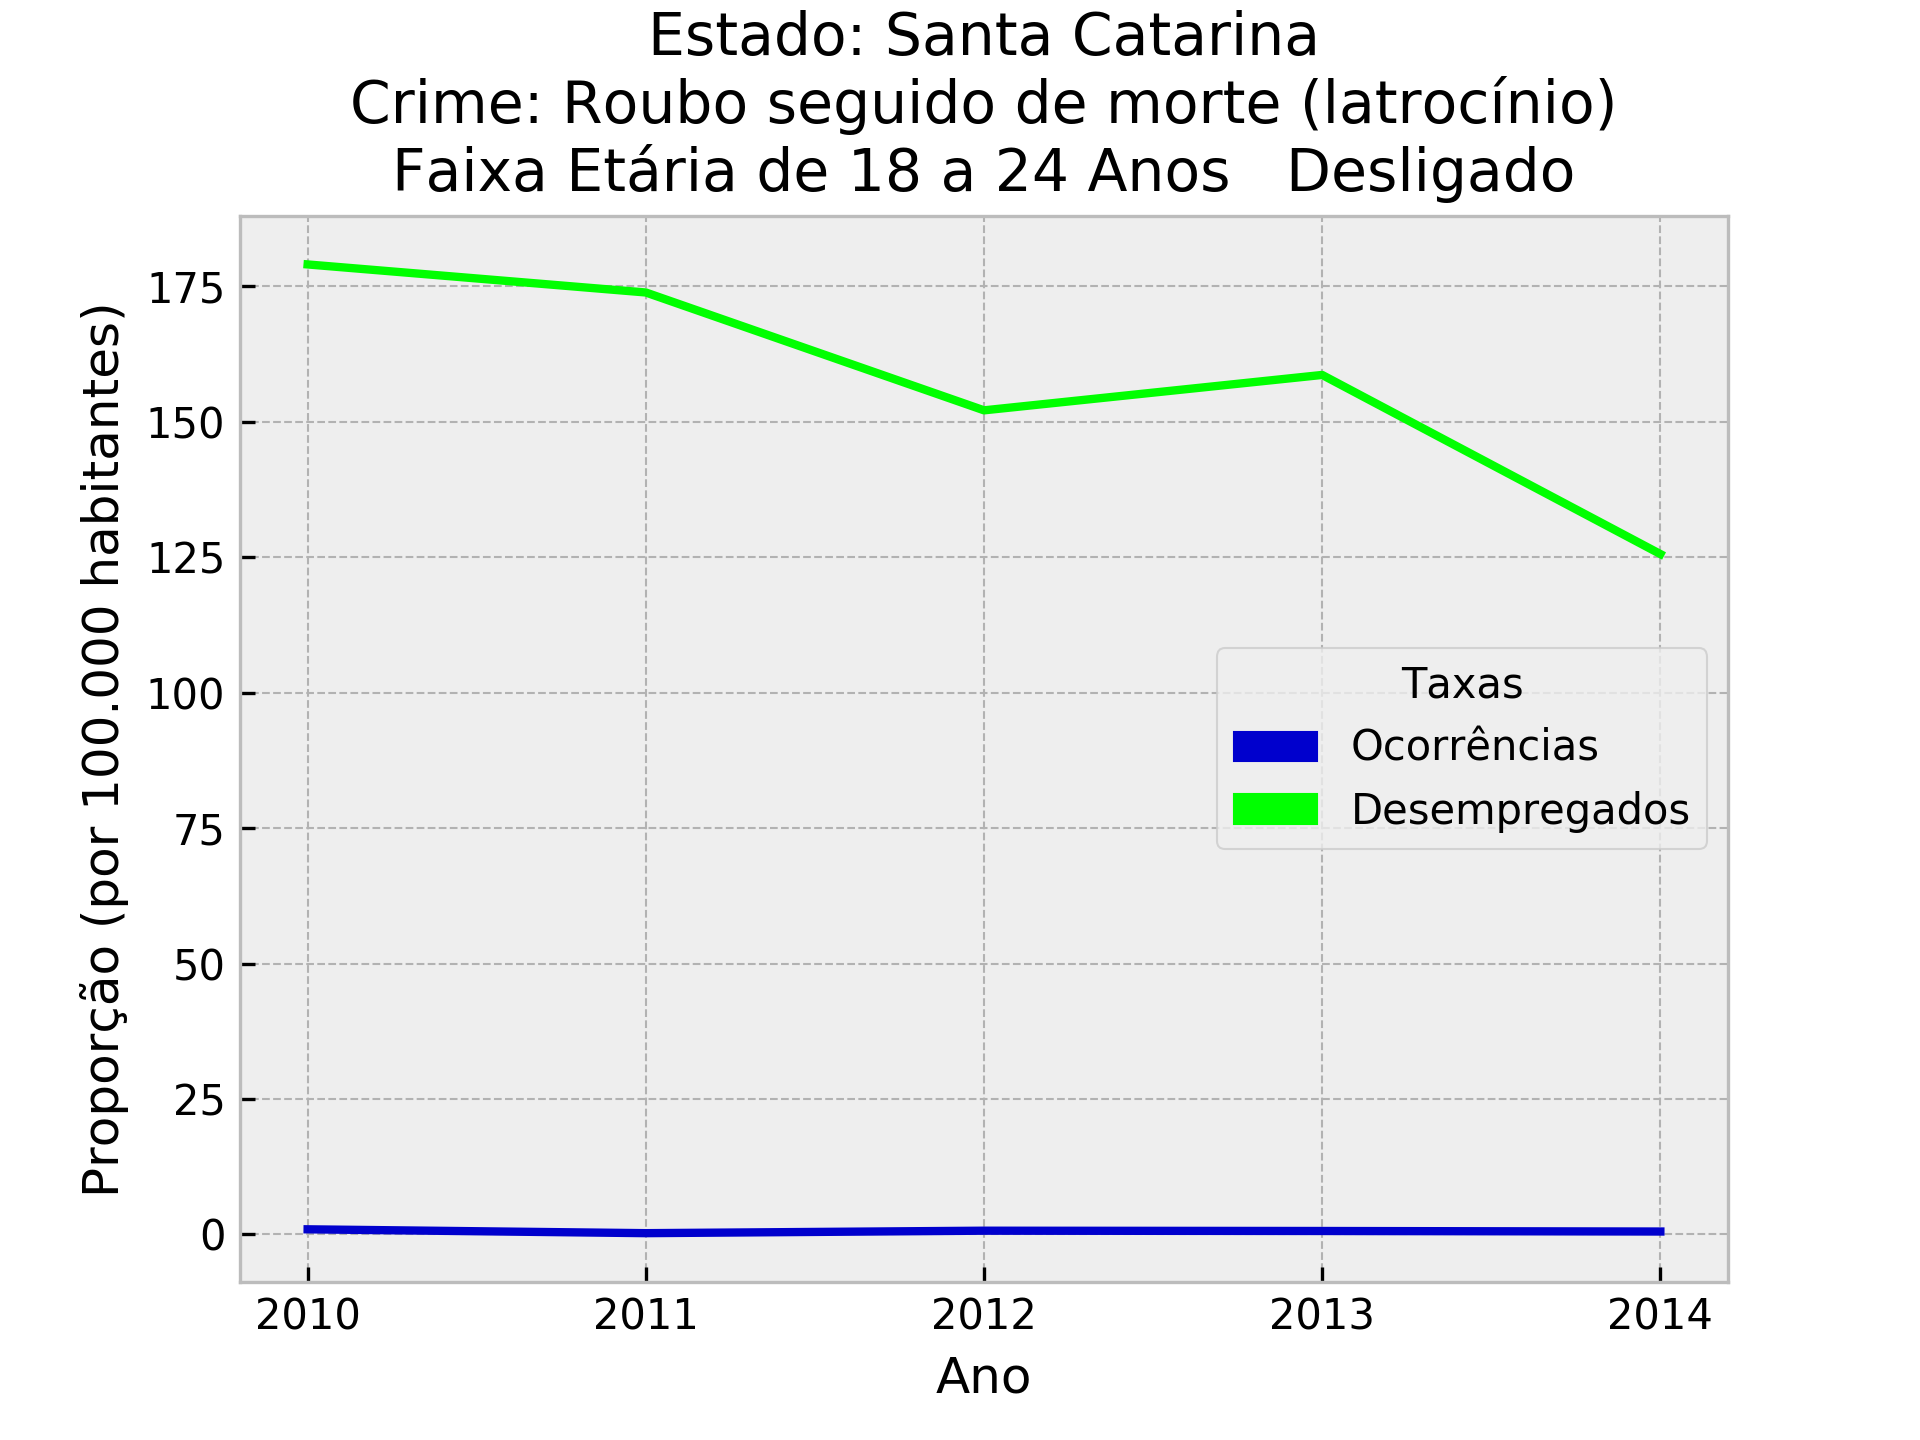 Estado: Santa Catarina
Crime: Roubo seguido de morte (latrocínio)
Faixa Etária de 18 a 24 Anos   Desligado
Proporção (por 100.000 habitantes)
175
150
125
100
75
50
25
0
Taxas
Ocorrências
Desempregados
2010 2011 2012 2013 2014
Ano